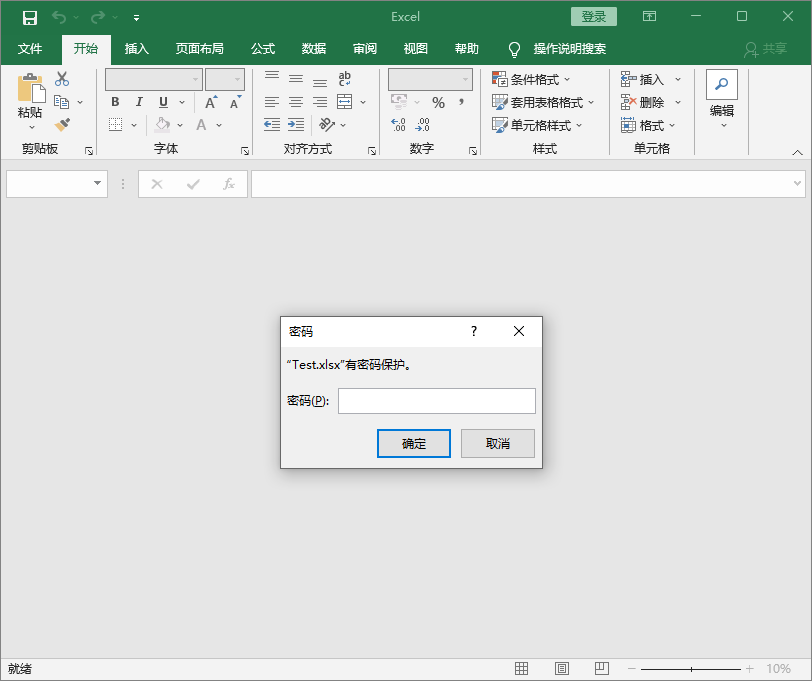 Excel
登录
文件 开始 插入 页面布局 公式 数据 审阅 视图 帮助 操作说明搜索 共享
粘贴
B I U A A
A
ab
c
% ,
.00
.0
条件格式
套用表格格式
单元格样式
插入
删除
格式
编辑
剪贴板 字体 对齐方式 数字 样式 单元格
fx
密码 ?
“Test.xlsx”有密码保护。
密码(P):
确定 取消
就绪 10%